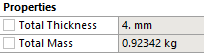 Properties
Total Thickness 4. mm
Total Mass 0.92342 kg